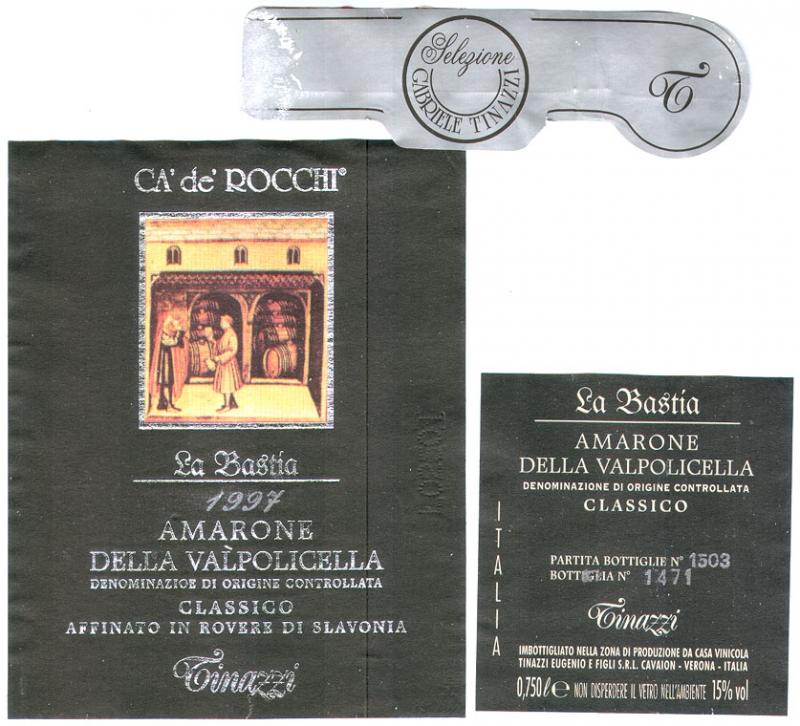 Selezione
GABRIELE TINAZZI
T
CA' de' ROCCHI®
La Bastia
1997
AMARONE
DELLA VALPOLICELLA
DENOMINAZIOE DI ORIGINE CONTROLLATA
CLASSICO
AFFINATO IN ROVERE DI SLAVONIA
Tinazzi
La Bastia
AMARONE
DELLA VALPOLICELLA
DENOMINAZIONE DI ORIGINE CONTROLLATA
CLASSICO
ITALIA
PARTITA BOTTIGLIE N° 1503
BOTTIGLIA N° 1471
Tinazzi
IMBOTTIGLIATO NELLA ZONA DI PRODUZIONE DA CASA VINICOLA
TINAZZI EUGENIO E FIGLI S.R.L. CAVAION - VERONA - ITALIA
0,750 l e NON DISPERDERE IL VETRO NELL'AMBIENTE 15% vol